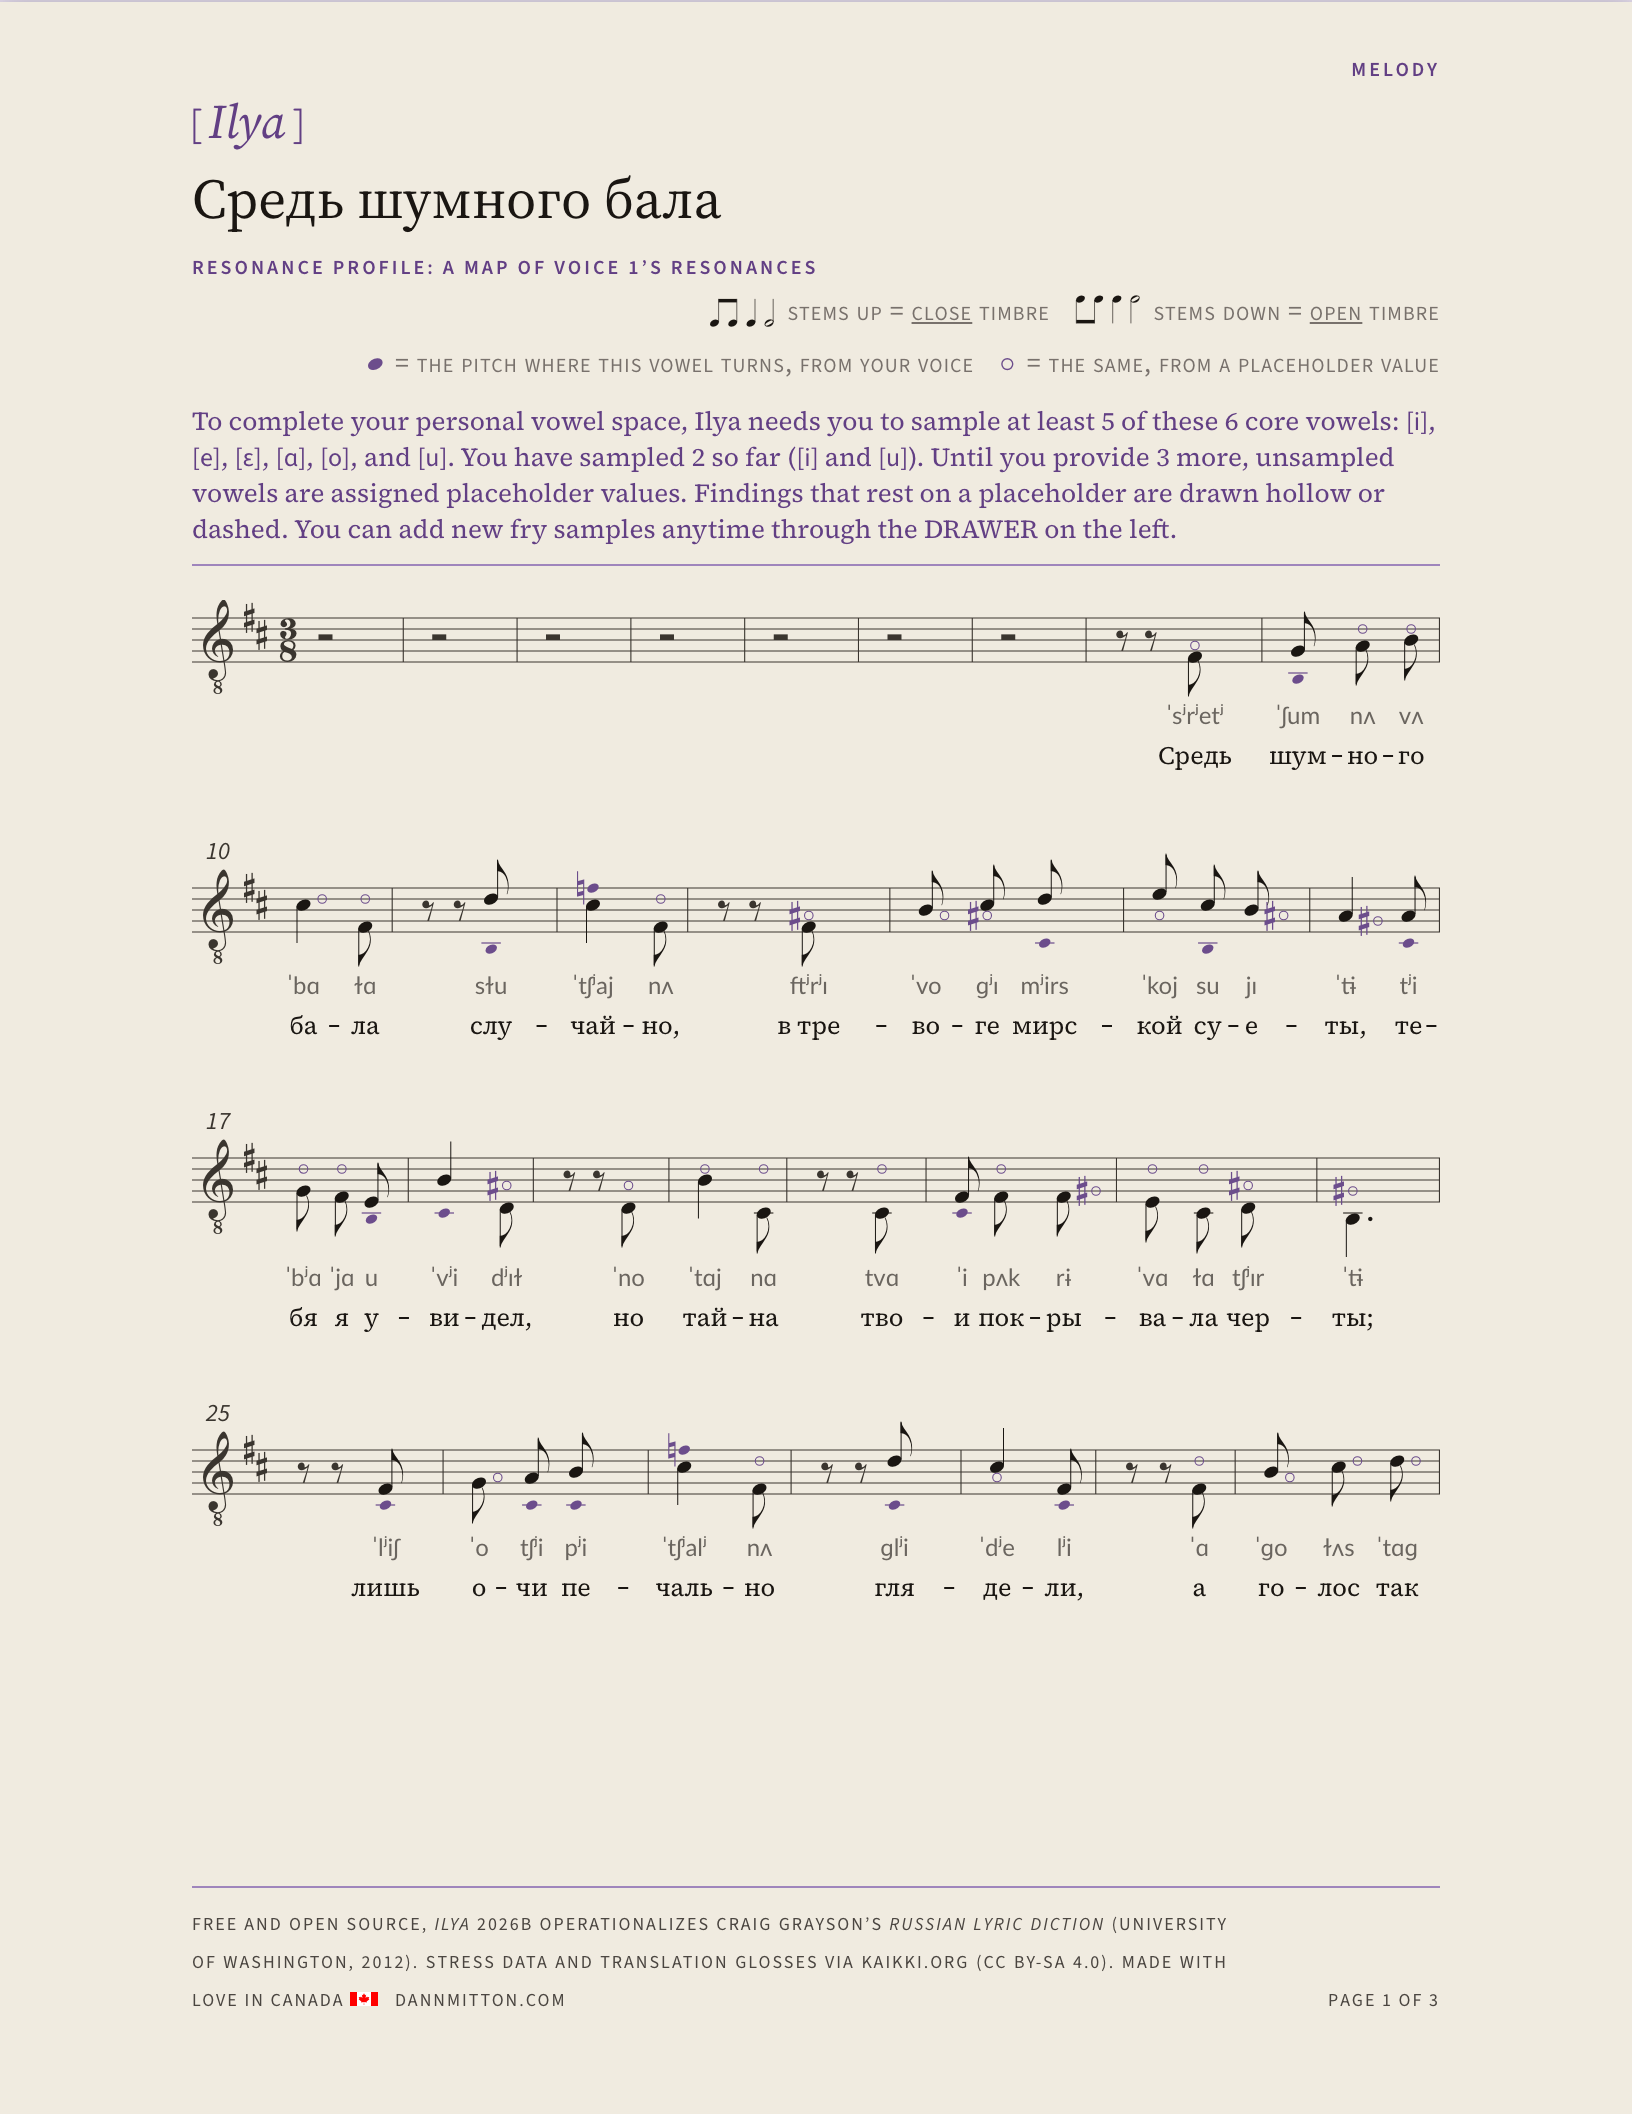 MELODY
[Ilya]
Средь шумного бала
RESONANCE PROFILE: A MAP OF VOICE 1’S RESONANCES
STEMS UP = CLOSE TIMBRE STEMS DOWN = OPEN TIMBRE
= THE PITCH WHERE THIS VOWEL TURNS, FROM YOUR VOICE = THE SAME, FROM A PLACEHOLDER VALUE
To complete your personal vowel space, Ilya needs you to sample at least 5 of these 6 core vowels: [i],
[e], [ɛ], [ɑ], [o], and [u]. You have sampled 2 so far ([i] and [u]). Until you provide 3 more, unsampled
vowels are assigned placeholder values. Findings that rest on a placeholder are drawn hollow or
dashed. You can add new fry samples anytime through the DRAWER on the left.
3
8
8
ˈsʲrʲetʲ ˈʃum nʌ vʌ
Средь шум – но – го
10
8
ˈbɑ ɫɑ sɫu ˈtʃʲaj nʌ ftʲrʲɪ ˈvo gʲɪ mʲirs ˈkoj su jɪ ˈtɨ tʲi
ба – ла слу – чай – но, в тре – во – ге мирс – кой су – е – ты, те –
17
8
ˈbʲɑ ˈjɑ u ˈvʲi dʲɪɫ ˈno ˈtɑj nɑ tvɑ ˈi pʌk rɨ ˈvɑ ɫɑ tʃʲɪr ˈtɨ
бя я у – ви – дел, но тай – на тво – и пок – ры – ва – ла чер – ты;
25
8
ˈlʲiʃ ˈo tʃʲi pʲi ˈtʃʲalʲ nʌ glʲi ˈdʲe lʲi ˈɑ ˈgo ɫʌs ˈtɑg
лишь о – чи пе – чаль – но гля – де – ли, а го – лос так
FREE AND OPEN SOURCE, ILYA 2026B OPERATIONALIZES CRAIG GRAYSON’S RUSSIAN LYRIC DICTION (UNIVERSITY
OF WASHINGTON, 2012). STRESS DATA AND TRANSLATION GLOSSES VIA KAIKKI.ORG (CC BY-SA 4.0). MADE WITH
LOVE IN CANADA DANNMITTON.COM PAGE 1 OF 3